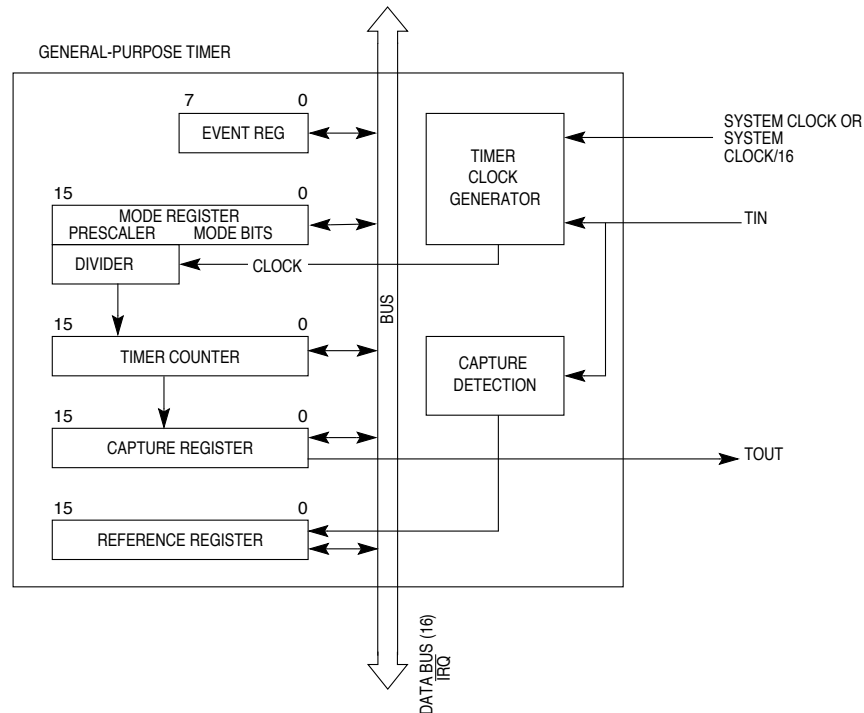 GENERAL-PURPOSE TIMER
7 0
EVENT REG
15 0
MODE REGISTER
PRESCALER MODE BITS
DIVIDER
CLOCK
15 0
TIMER COUNTER
15 0
CAPTURE REGISTER
15 0
REFERENCE REGISTER
BUS
TIMER
CLOCK
GENERATOR
CAPTURE
DETECTION
SYSTEM CLOCK OR
SYSTEM
CLOCK/16
TIN
TOUT
DATA BUS (16)
IRQ